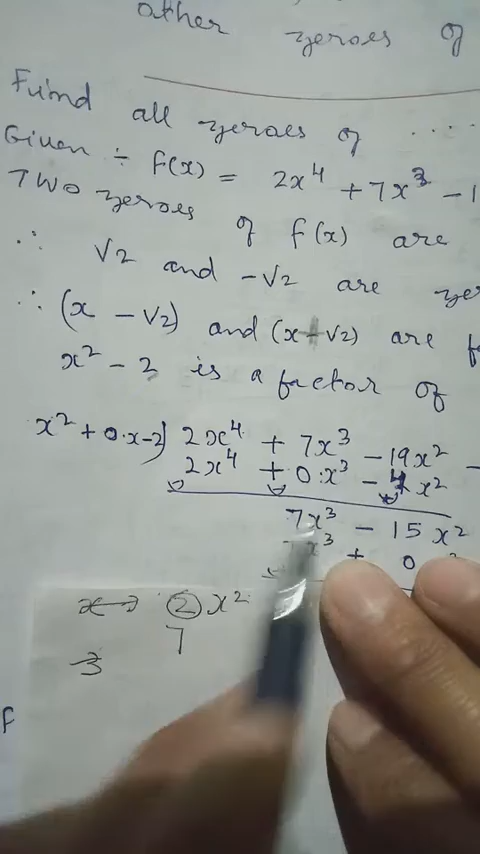 other zeroes of
Find all zeroes of ....
Given ÷ f(x) = 2x⁴ + 7x³ - 1
Two zeroes of f(x) are
∴ √2 and -√2 are ze
∴ (x - √2) and (x + √2) are f
x² - 2 is a factor of
x² + 0·x - 2) 2x⁴ + 7x³ - 19x² -
2x⁴ + 0·x³ - 4x²
7x³ - 15x²
x³ + 0
2 x²
7
3